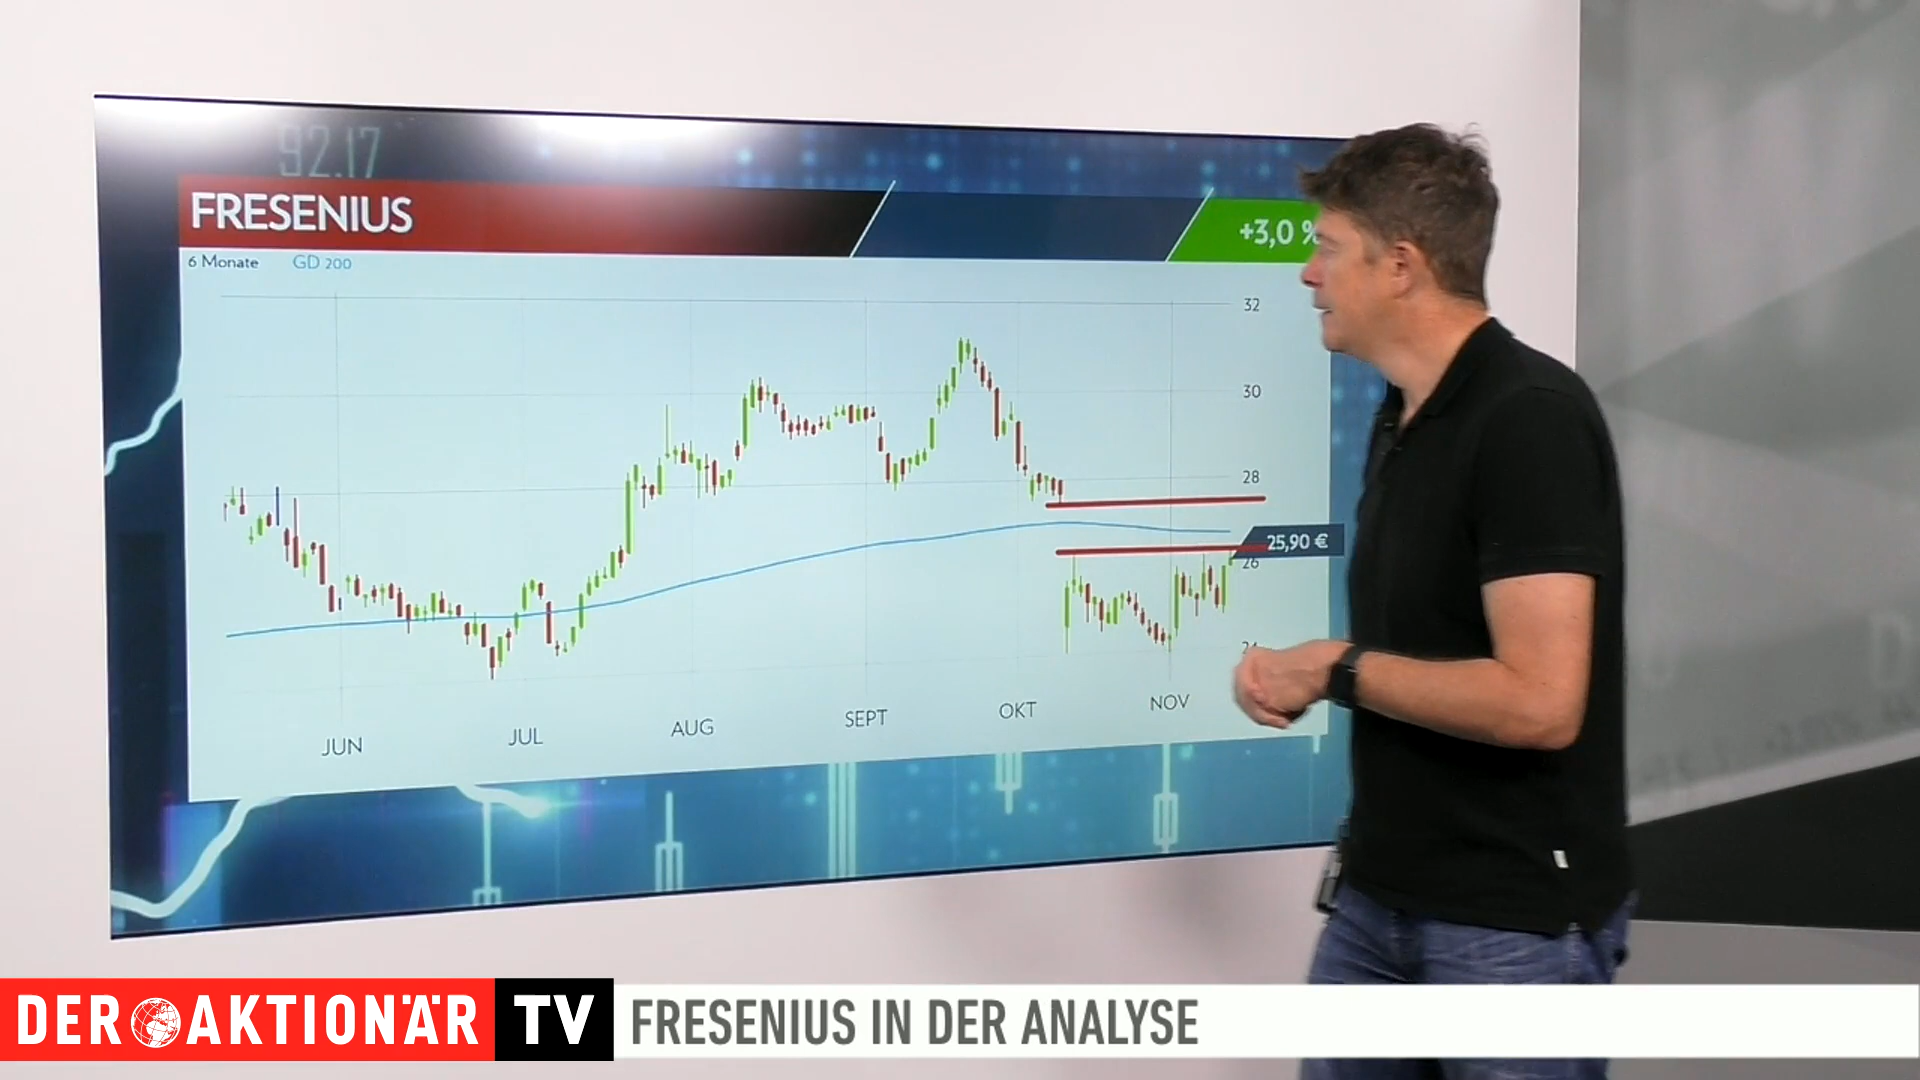 92.17
FRESENIUS
+3,0 %
6 Monate GD 200
32
30
28
25,90 €
26
24
JUN JUL AUG SEPT OKT NOV
DER AKTIONÄR TV
FRESENIUS IN DER ANALYSE